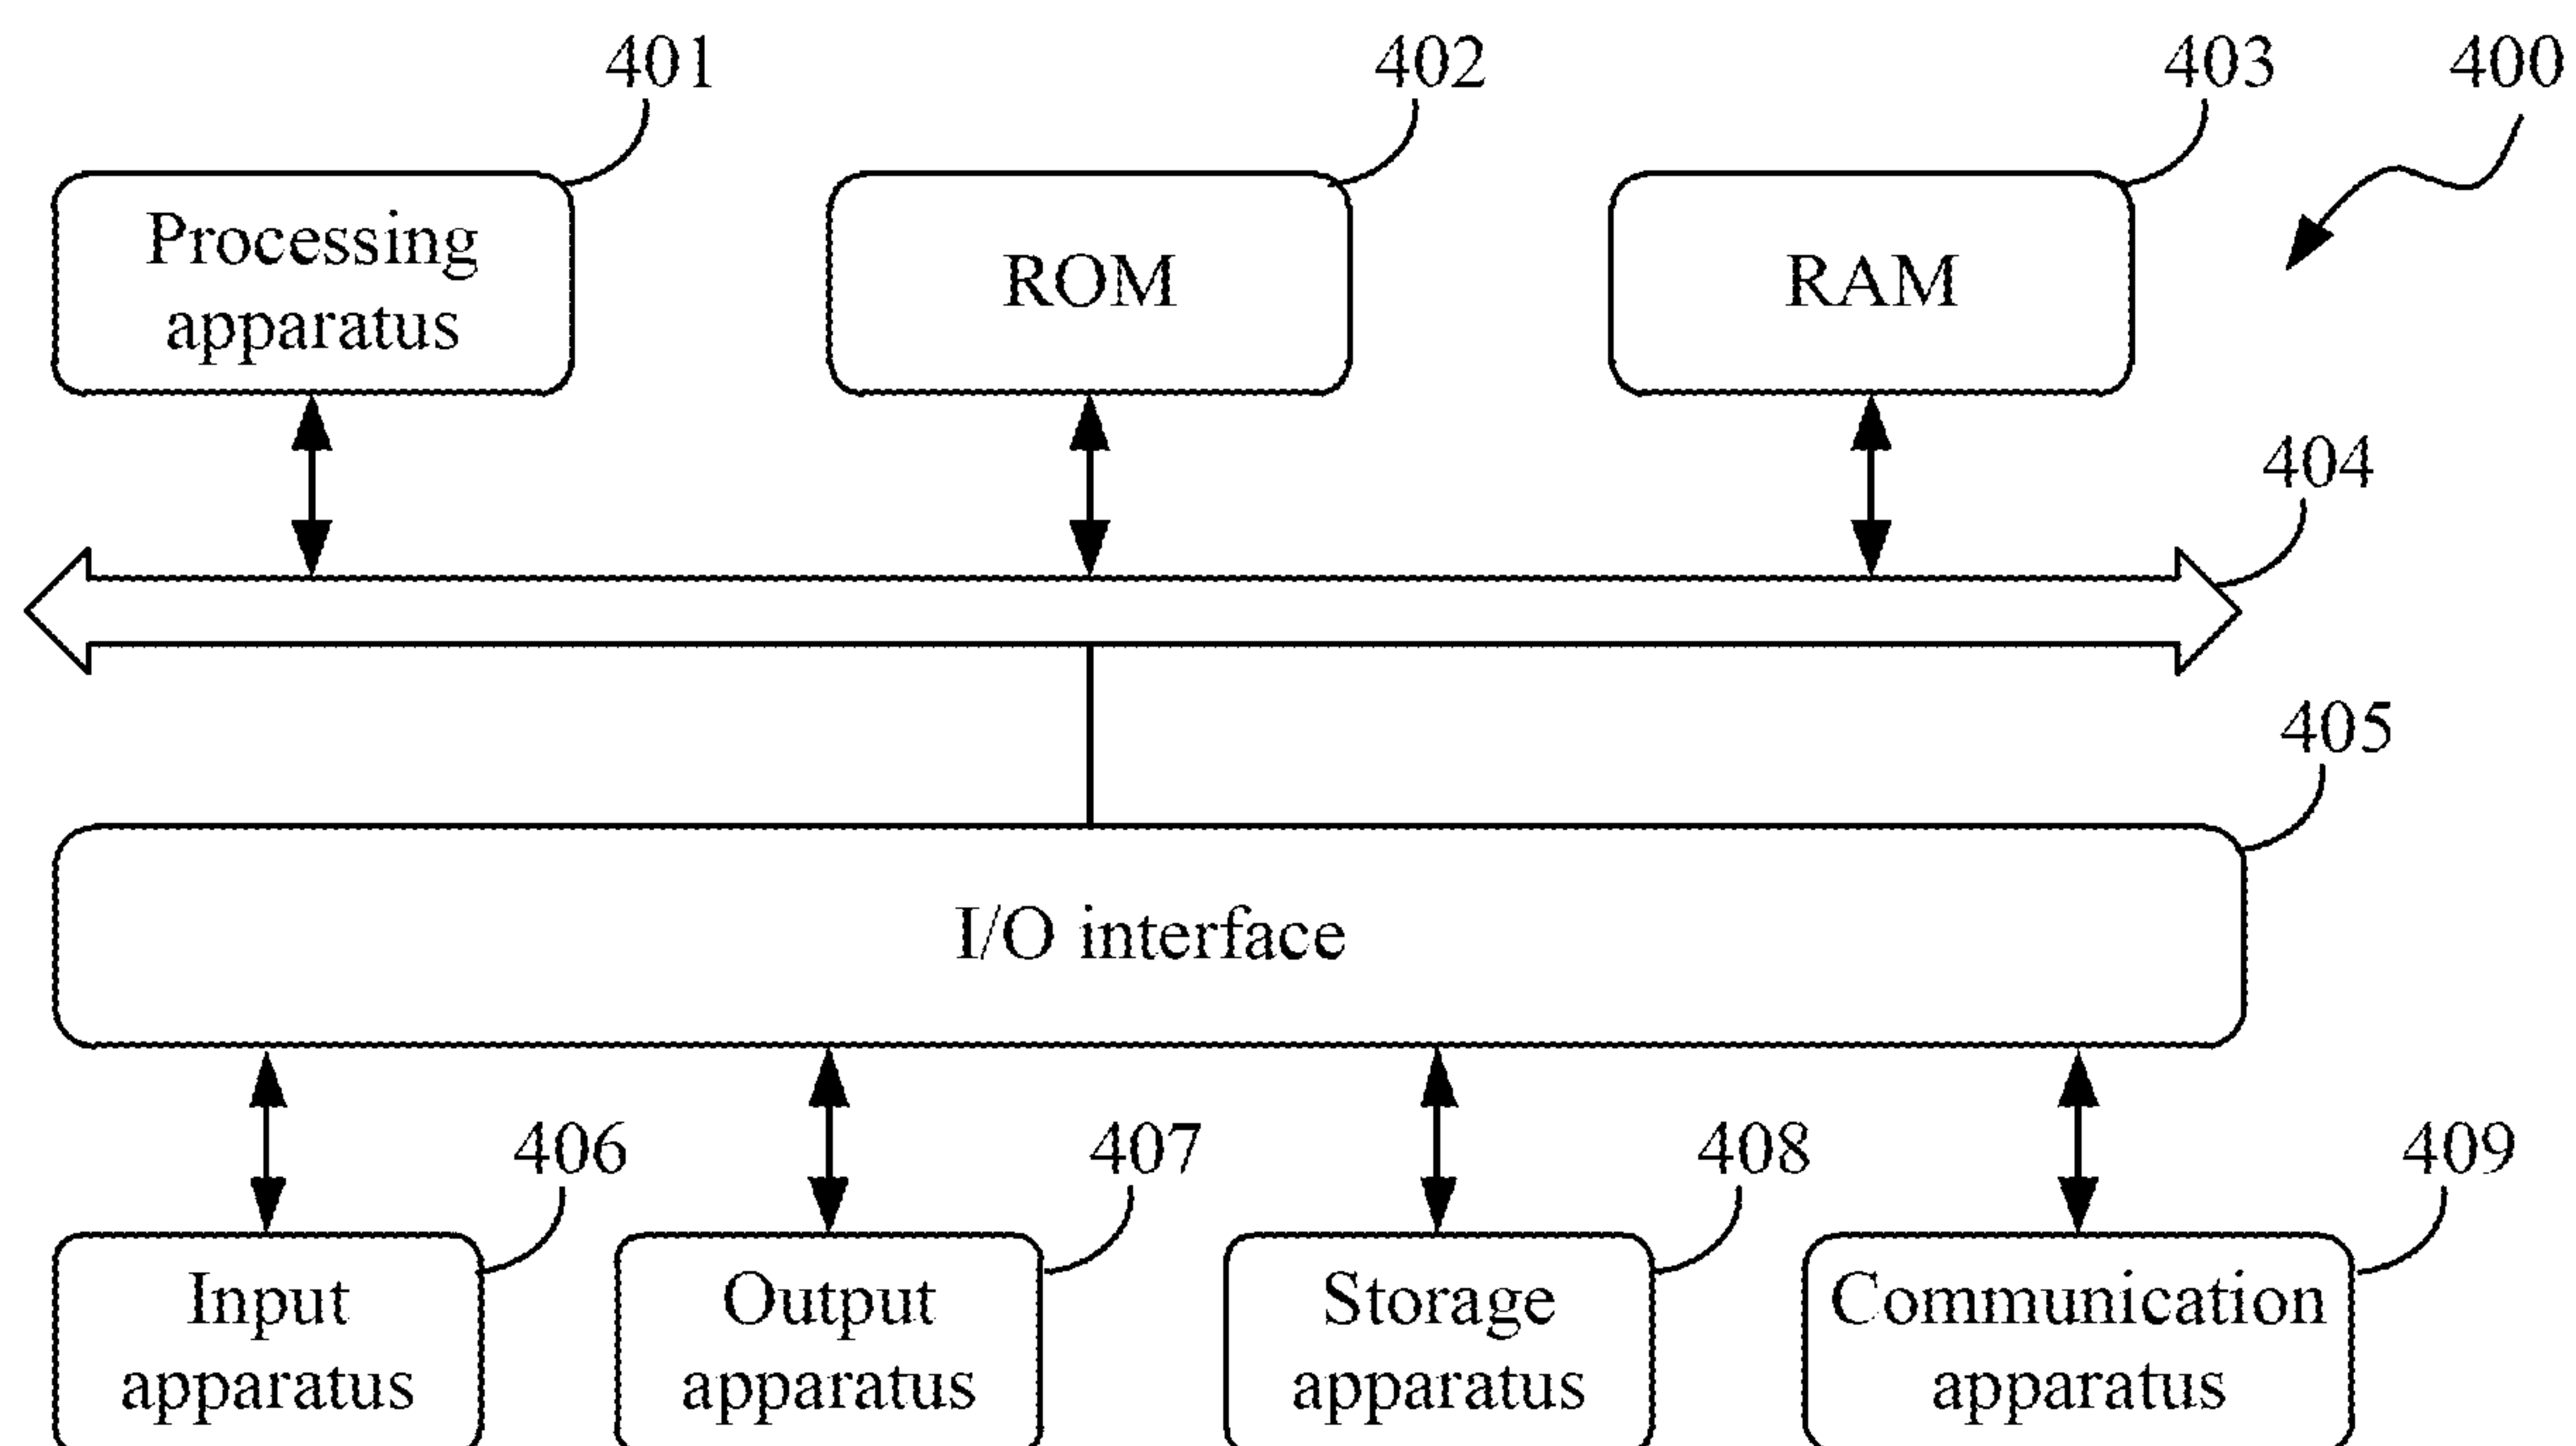 401
402
403
400
Processing
apparatus
ROM
RAM
404
405
I/O interface
406
407
408
409
Input
apparatus
Output
apparatus
Storage
apparatus
Communication
apparatus